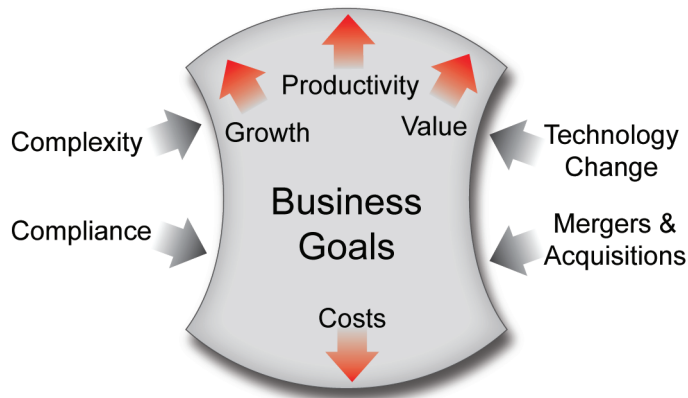 Productivity
Growth
Value
Complexity
Technology
Change
Business
Goals
Compliance
Mergers &
Acquisitions
Costs